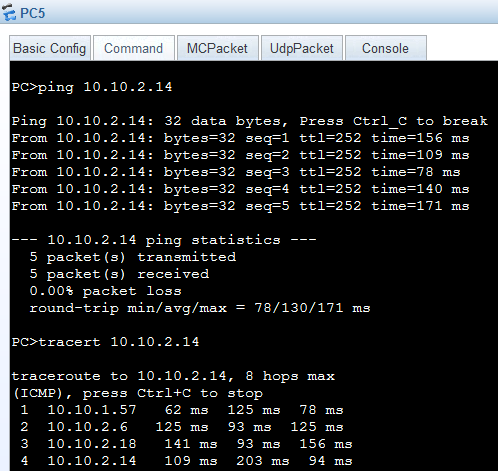 PC5
Basic Config Command MCPacket UdpPacket Console
PC>ping 10.10.2.14
Ping 10.10.2.14: 32 data bytes, Press Ctrl_C to break
From 10.10.2.14: bytes=32 seq=1 ttl=252 time=156 ms
From 10.10.2.14: bytes=32 seq=2 ttl=252 time=109 ms
From 10.10.2.14: bytes=32 seq=3 ttl=252 time=78 ms
From 10.10.2.14: bytes=32 seq=4 ttl=252 time=140 ms
From 10.10.2.14: bytes=32 seq=5 ttl=252 time=171 ms
--- 10.10.2.14 ping statistics ---
5 packet(s) transmitted
5 packet(s) received
0.00% packet loss
round-trip min/avg/max = 78/130/171 ms
PC>tracert 10.10.2.14
traceroute to 10.10.2.14, 8 hops max
(ICMP), press Ctrl+C to stop
1 10.10.1.57 62 ms 125 ms 78 ms
2 10.10.2.6 125 ms 93 ms 125 ms
3 10.10.2.18 141 ms 93 ms 156 ms
4 10.10.2.14 109 ms 203 ms 94 ms